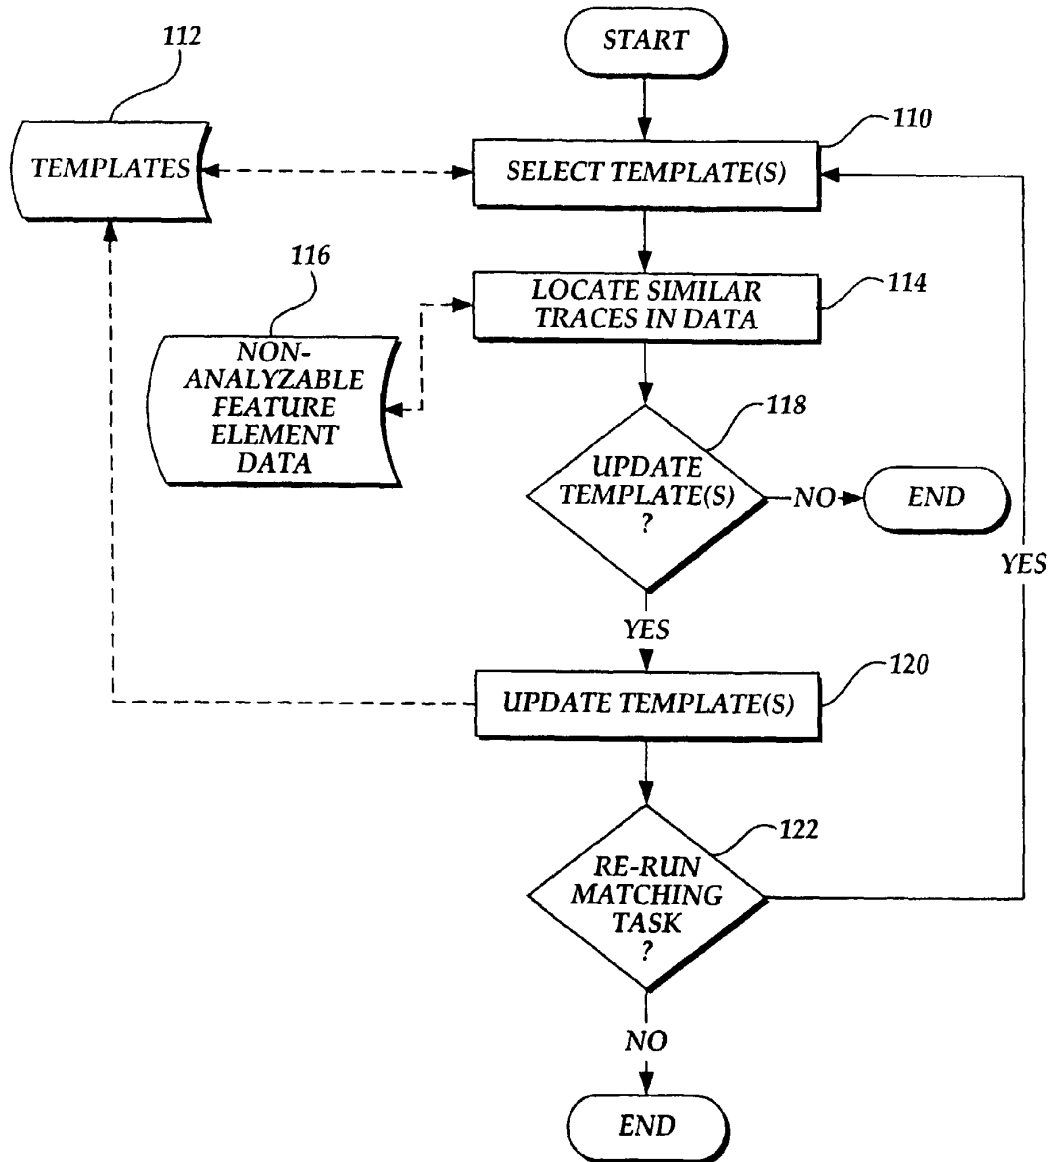 START
112
110
TEMPLATES
SELECT TEMPLATE(S)
116
114
LOCATE SIMILAR
TRACES IN DATA
NON-
ANALYZABLE
FEATURE
ELEMENT
DATA
118
UPDATE
TEMPLATE(S)
?
NO
END
YES
YES
120
UPDATE TEMPLATE(S)
122
RE-RUN
MATCHING
TASK
?
NO
END